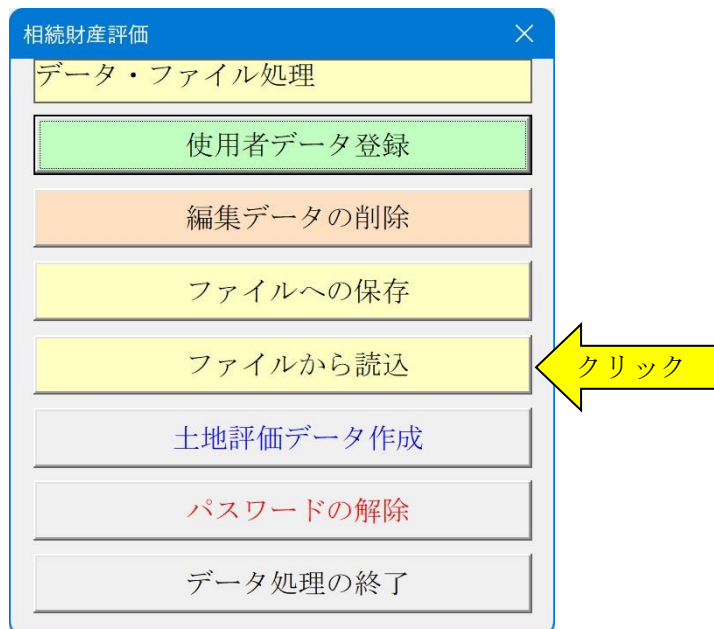 相続財産評価
データ・ファイル処理
使用者データ登録
編集データの削除
ファイルへの保存
ファイルから読込
クリック
土地評価データ作成
パスワードの解除
データ処理の終了